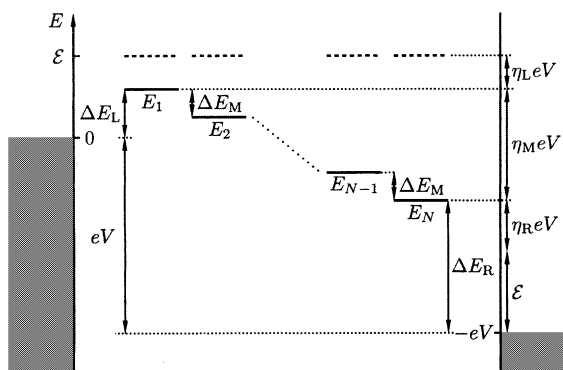 E
ℰ
η_L eV
E_1
ΔE_M
ΔE_L
E_2
0
η_M eV
E_{N−1}
ΔE_M
E_N
eV
η_R eV
ΔE_R
ℰ
−eV